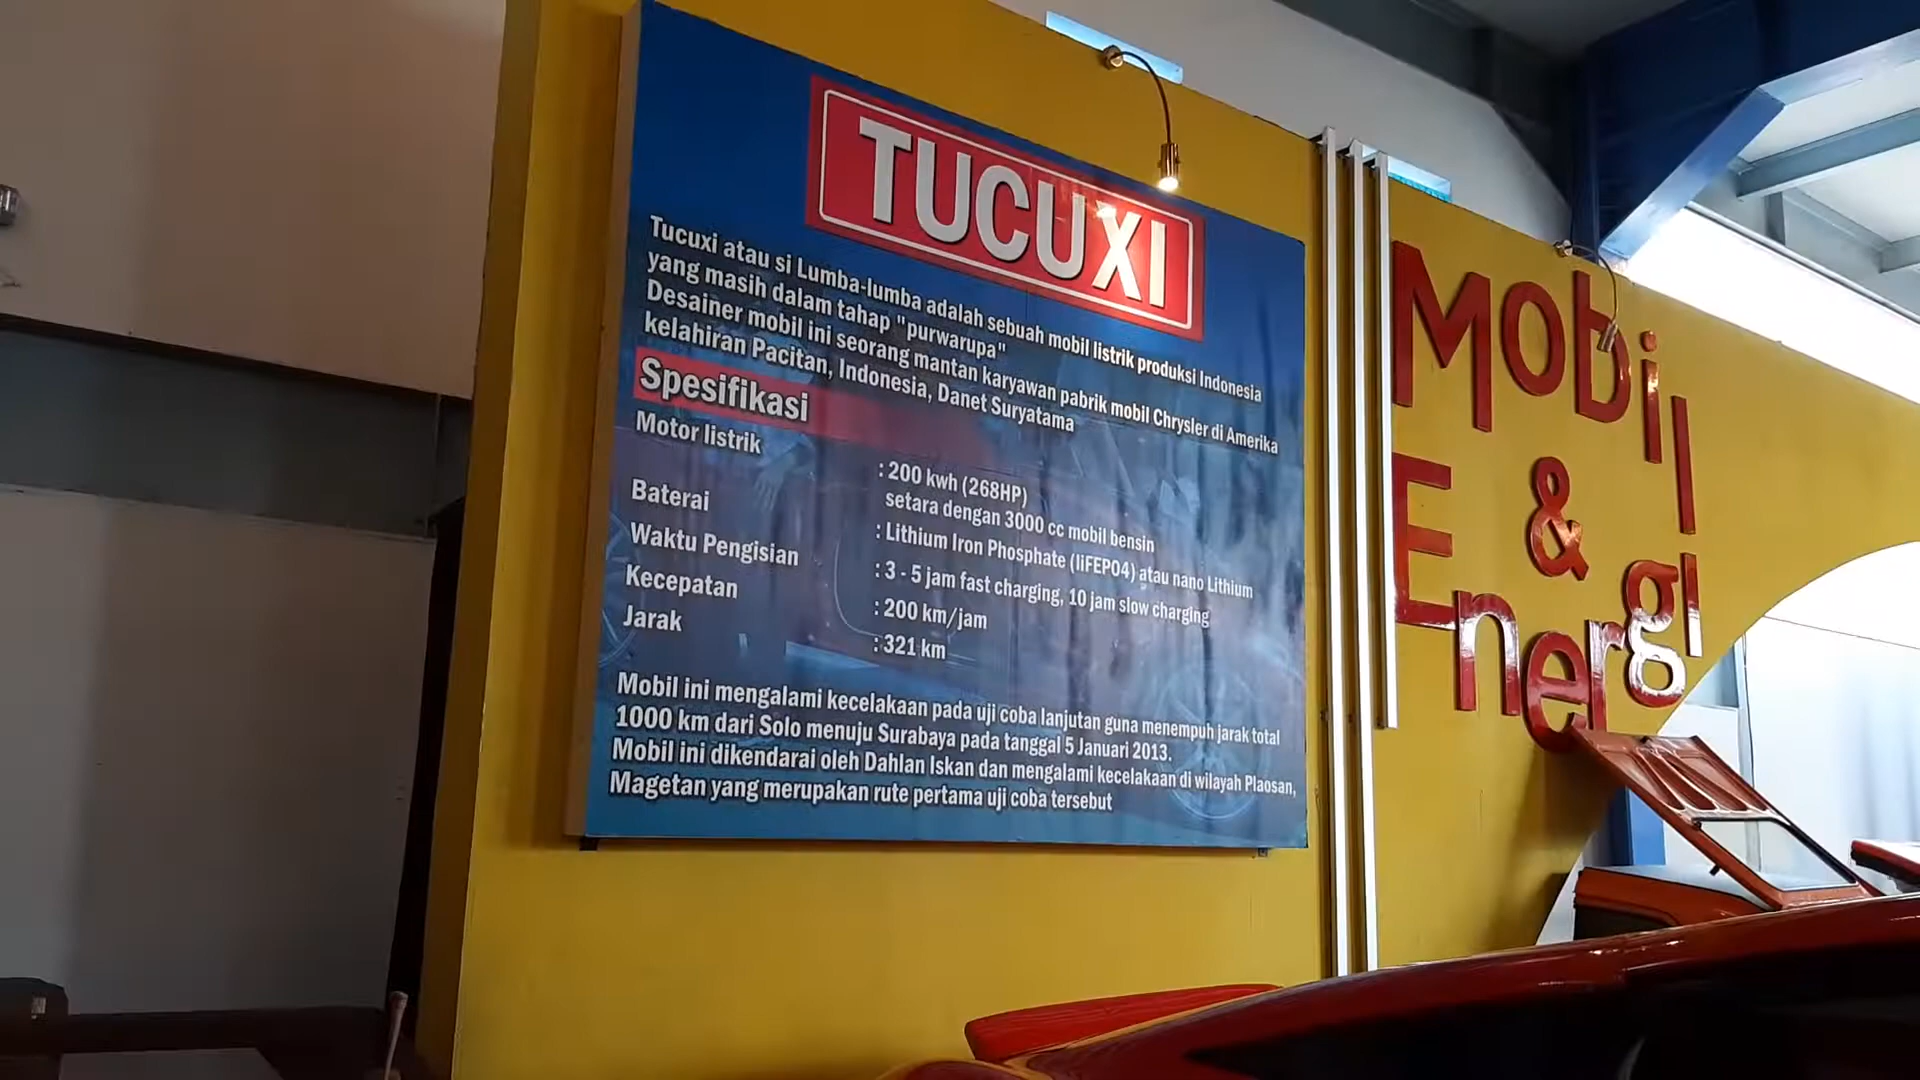 TUCUXI
Tucuxi atau si Lumba-lumba adalah sebuah mobil listrik produksi Indonesia
yang masih dalam tahap "purwarupa"
Desainer mobil ini seorang mantan karyawan pabrik mobil Chrysler di Amerika
kelahiran Pacitan, Indonesia, Danet Suryatama
Spesifikasi
Motor listrik : 200 kwh (268HP)
setara dengan 3000 cc mobil bensin
Baterai : Lithium Iron Phosphate (liFEPO4) atau nano Lithium
Waktu Pengisian : 3 - 5 jam fast charging, 10 jam slow charging
Kecepatan : 200 km/jam
Jarak : 321 km
Mobil ini mengalami kecelakaan pada uji coba lanjutan guna menempuh jarak total
1000 km dari Solo menuju Surabaya pada tanggal 5 Januari 2013.
Mobil ini dikendarai oleh Dahlan Iskan dan mengalami kecelakaan di wilayah Plaosan,
Magetan yang merupakan rute pertama uji coba tersebut
Mobil
&
Energi